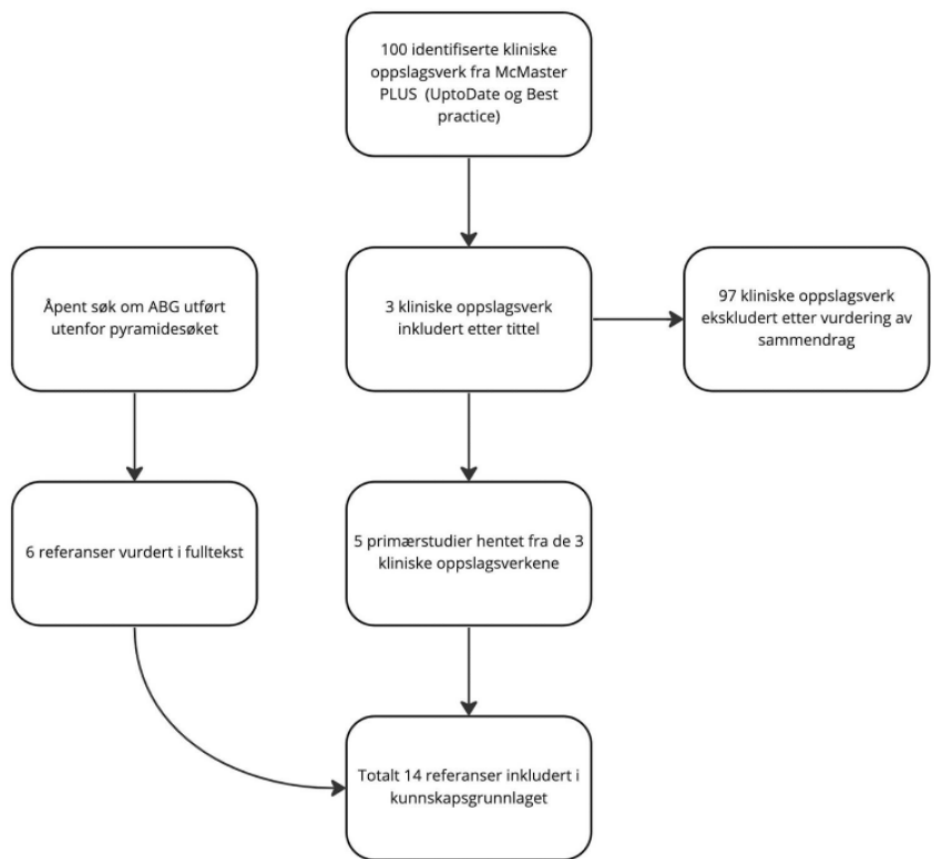 100 identifiserte kliniske
oppslagsverk fra McMaster
PLUS (UptoDate og Best
practice)
Åpent søk om ABG utført
utenfor pyramidesøket
3 kliniske oppslagsverk
inkludert etter tittel
97 kliniske oppslagsverk
ekskludert etter vurdering av
sammendrag
6 referanser vurdert i fulltekst
5 primærstudier hentet fra de 3
kliniske oppslagsverkene
Totalt 14 referanser inkludert i
kunnskapsgrunnlaget